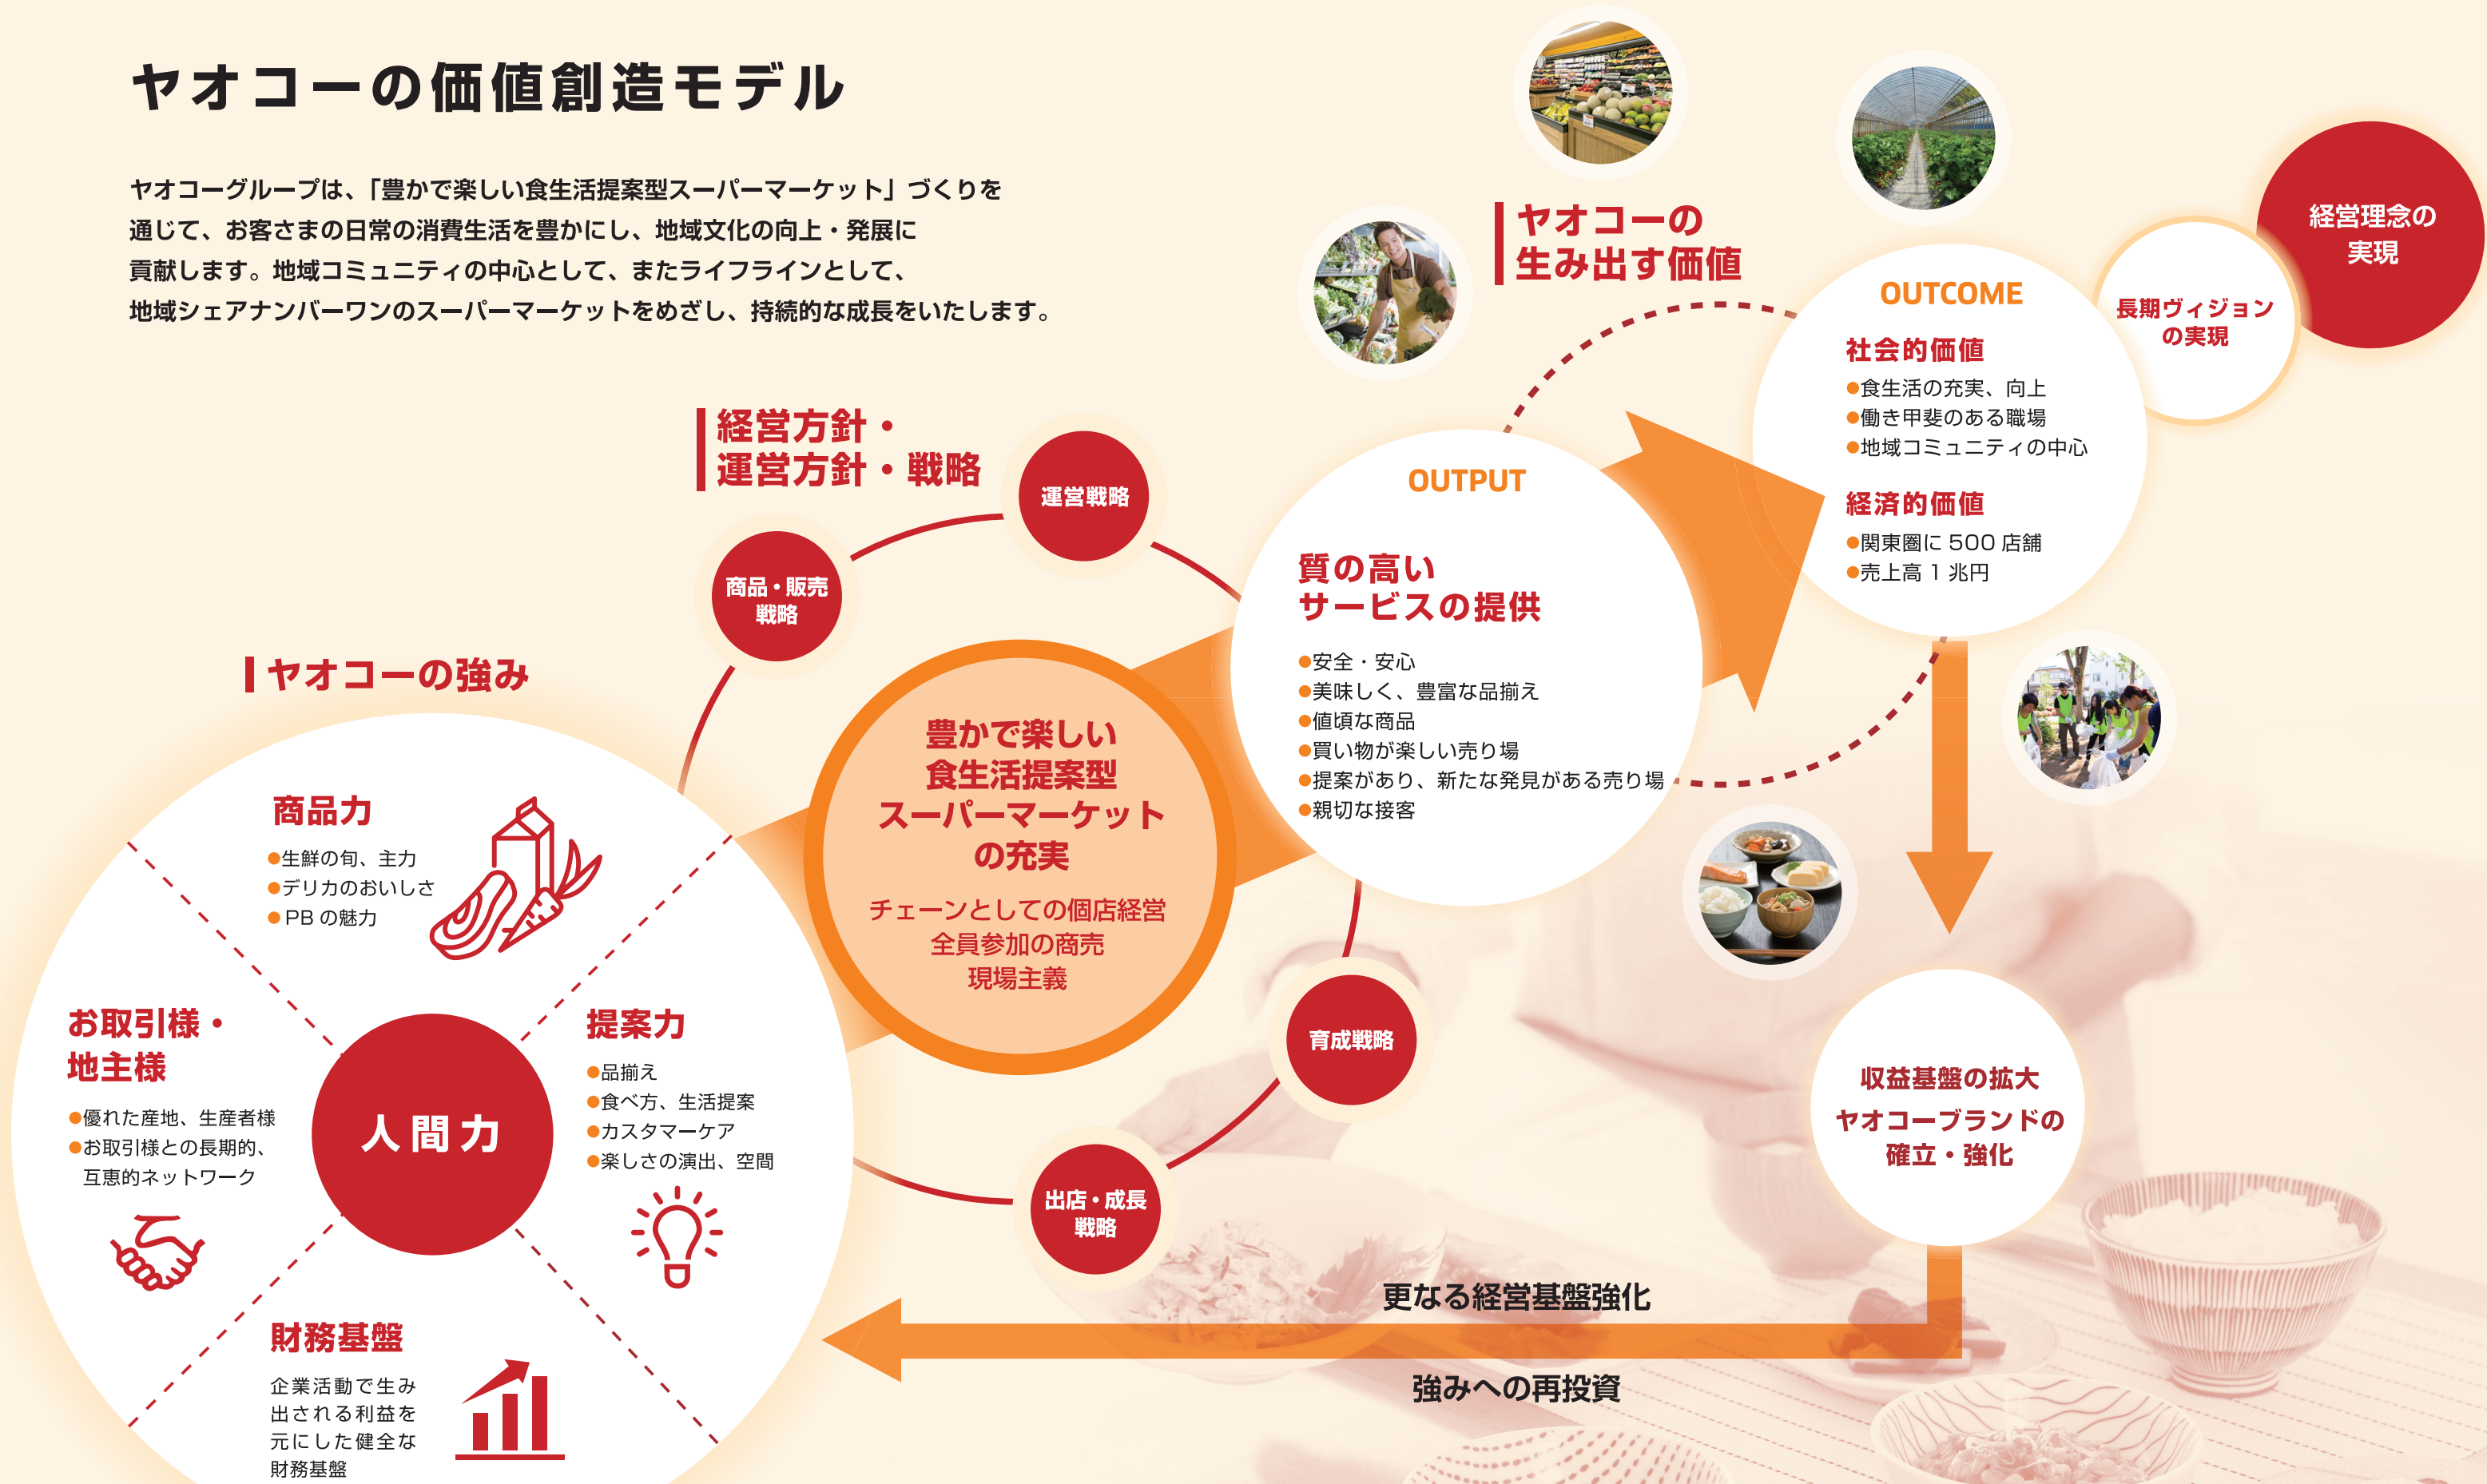 ヤオコーの価値創造モデル
ヤオコーグループは、「豊かで楽しい食生活提案型スーパーマーケット」づくりを
通じて、お客さまの日常の消費生活を豊かにし、地域文化の向上・発展に
貢献します。地域コミュニティの中心として、またライフラインとして、
地域シェアナンバーワンのスーパーマーケットをめざし、持続的な成長をいたします。
ヤオコーの強み
商品力
●生鮮の旬、主力
●デリカのおいしさ
●PBの魅力
お取引様・
地主様
●優れた産地、生産者様
●お取引様との長期的、
互恵的ネットワーク
人間力
提案力
●品揃え
●食べ方、生活提案
●カスタマーケア
●楽しさの演出、空間
財務基盤
企業活動で生み
出される利益を
元にした健全な
財務基盤
経営方針・
運営方針・戦略
商品・販売
戦略
運営戦略
育成戦略
出店・成長
戦略
豊かで楽しい
食生活提案型
スーパーマーケット
の充実
チェーンとしての個店経営
全員参加の商売
現場主義
ヤオコーの
生み出す価値
OUTPUT
質の高い
サービスの提供
●安全・安心
●美味しく、豊富な品揃え
●値頃な商品
●買い物が楽しい売り場
●提案があり、新たな発見がある売り場
●親切な接客
OUTCOME
社会的価値
●食生活の充実、向上
●働き甲斐のある職場
●地域コミュニティの中心
経済的価値
●関東圏に500店舗
●売上高1兆円
長期ヴィジョン
の実現
経営理念の
実現
収益基盤の拡大
ヤオコーブランドの
確立・強化
更なる経営基盤強化
強みへの再投資